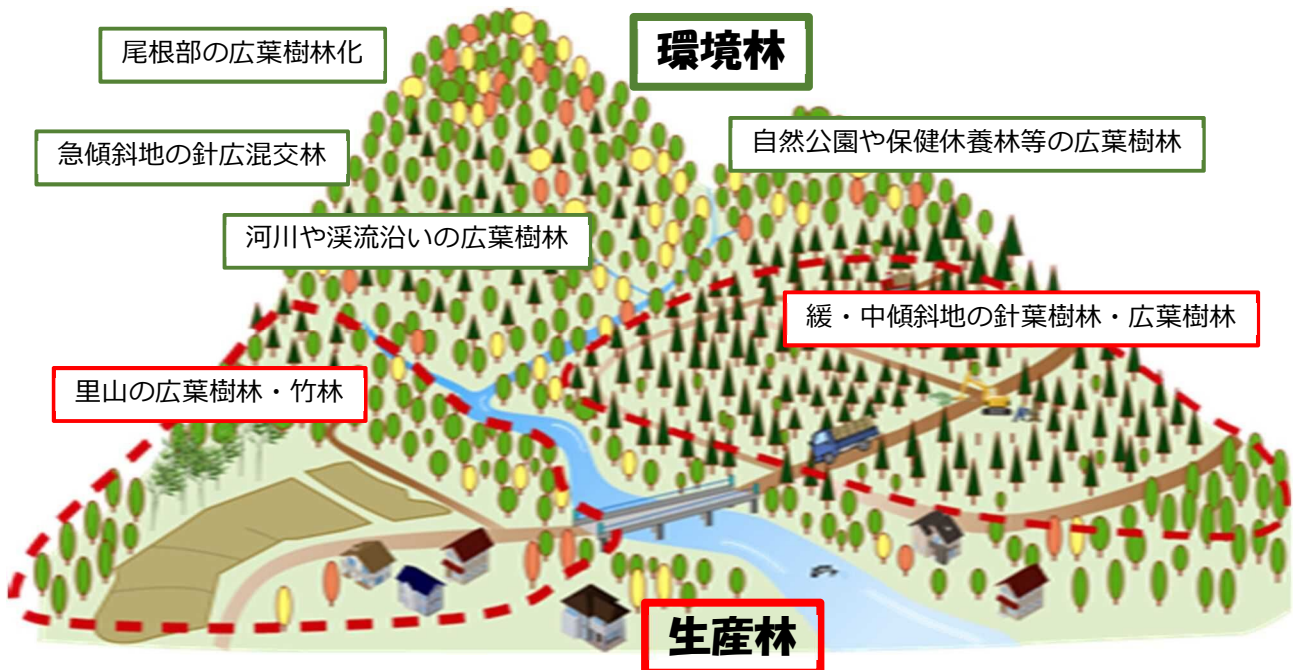 環境林
尾根部の広葉樹林化
急傾斜地の針広混交林
自然公園や保健休養林等の広葉樹林
河川や渓流沿いの広葉樹林
緩・中傾斜地の針葉樹林・広葉樹林
里山の広葉樹林・竹林
生産林